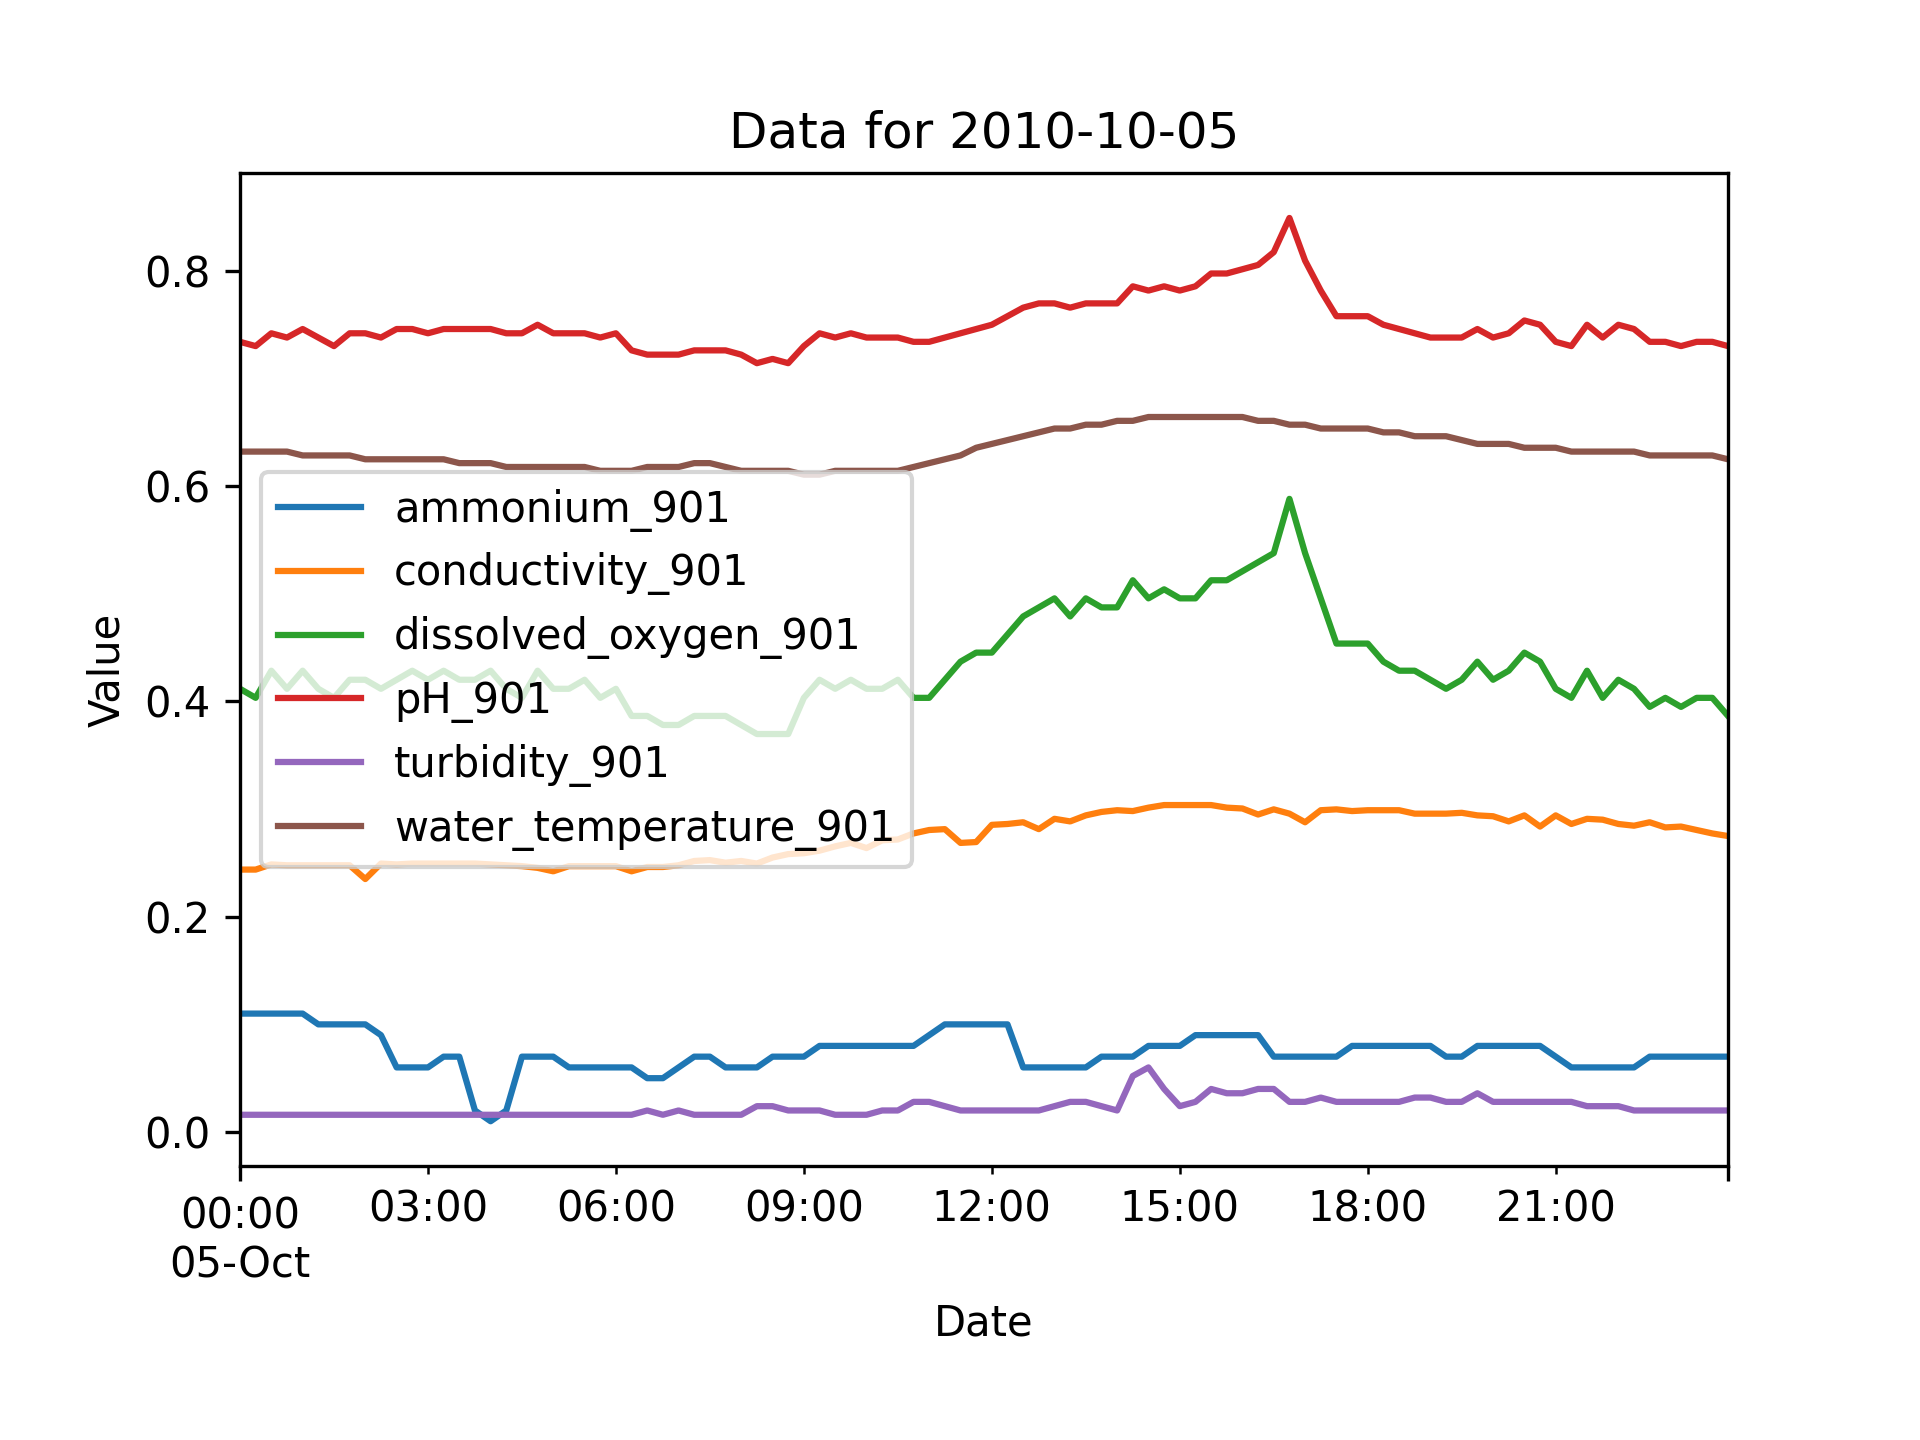 Data for 2010-10-05
Value
0.8
0.6
0.4
0.2
0.0
ammonium_901
conductivity_901
dissolved_oxygen_901
pH_901
turbidity_901
water_temperature_901
00:00 03:00 06:00 09:00 12:00 15:00 18:00 21:00
05-Oct
Date